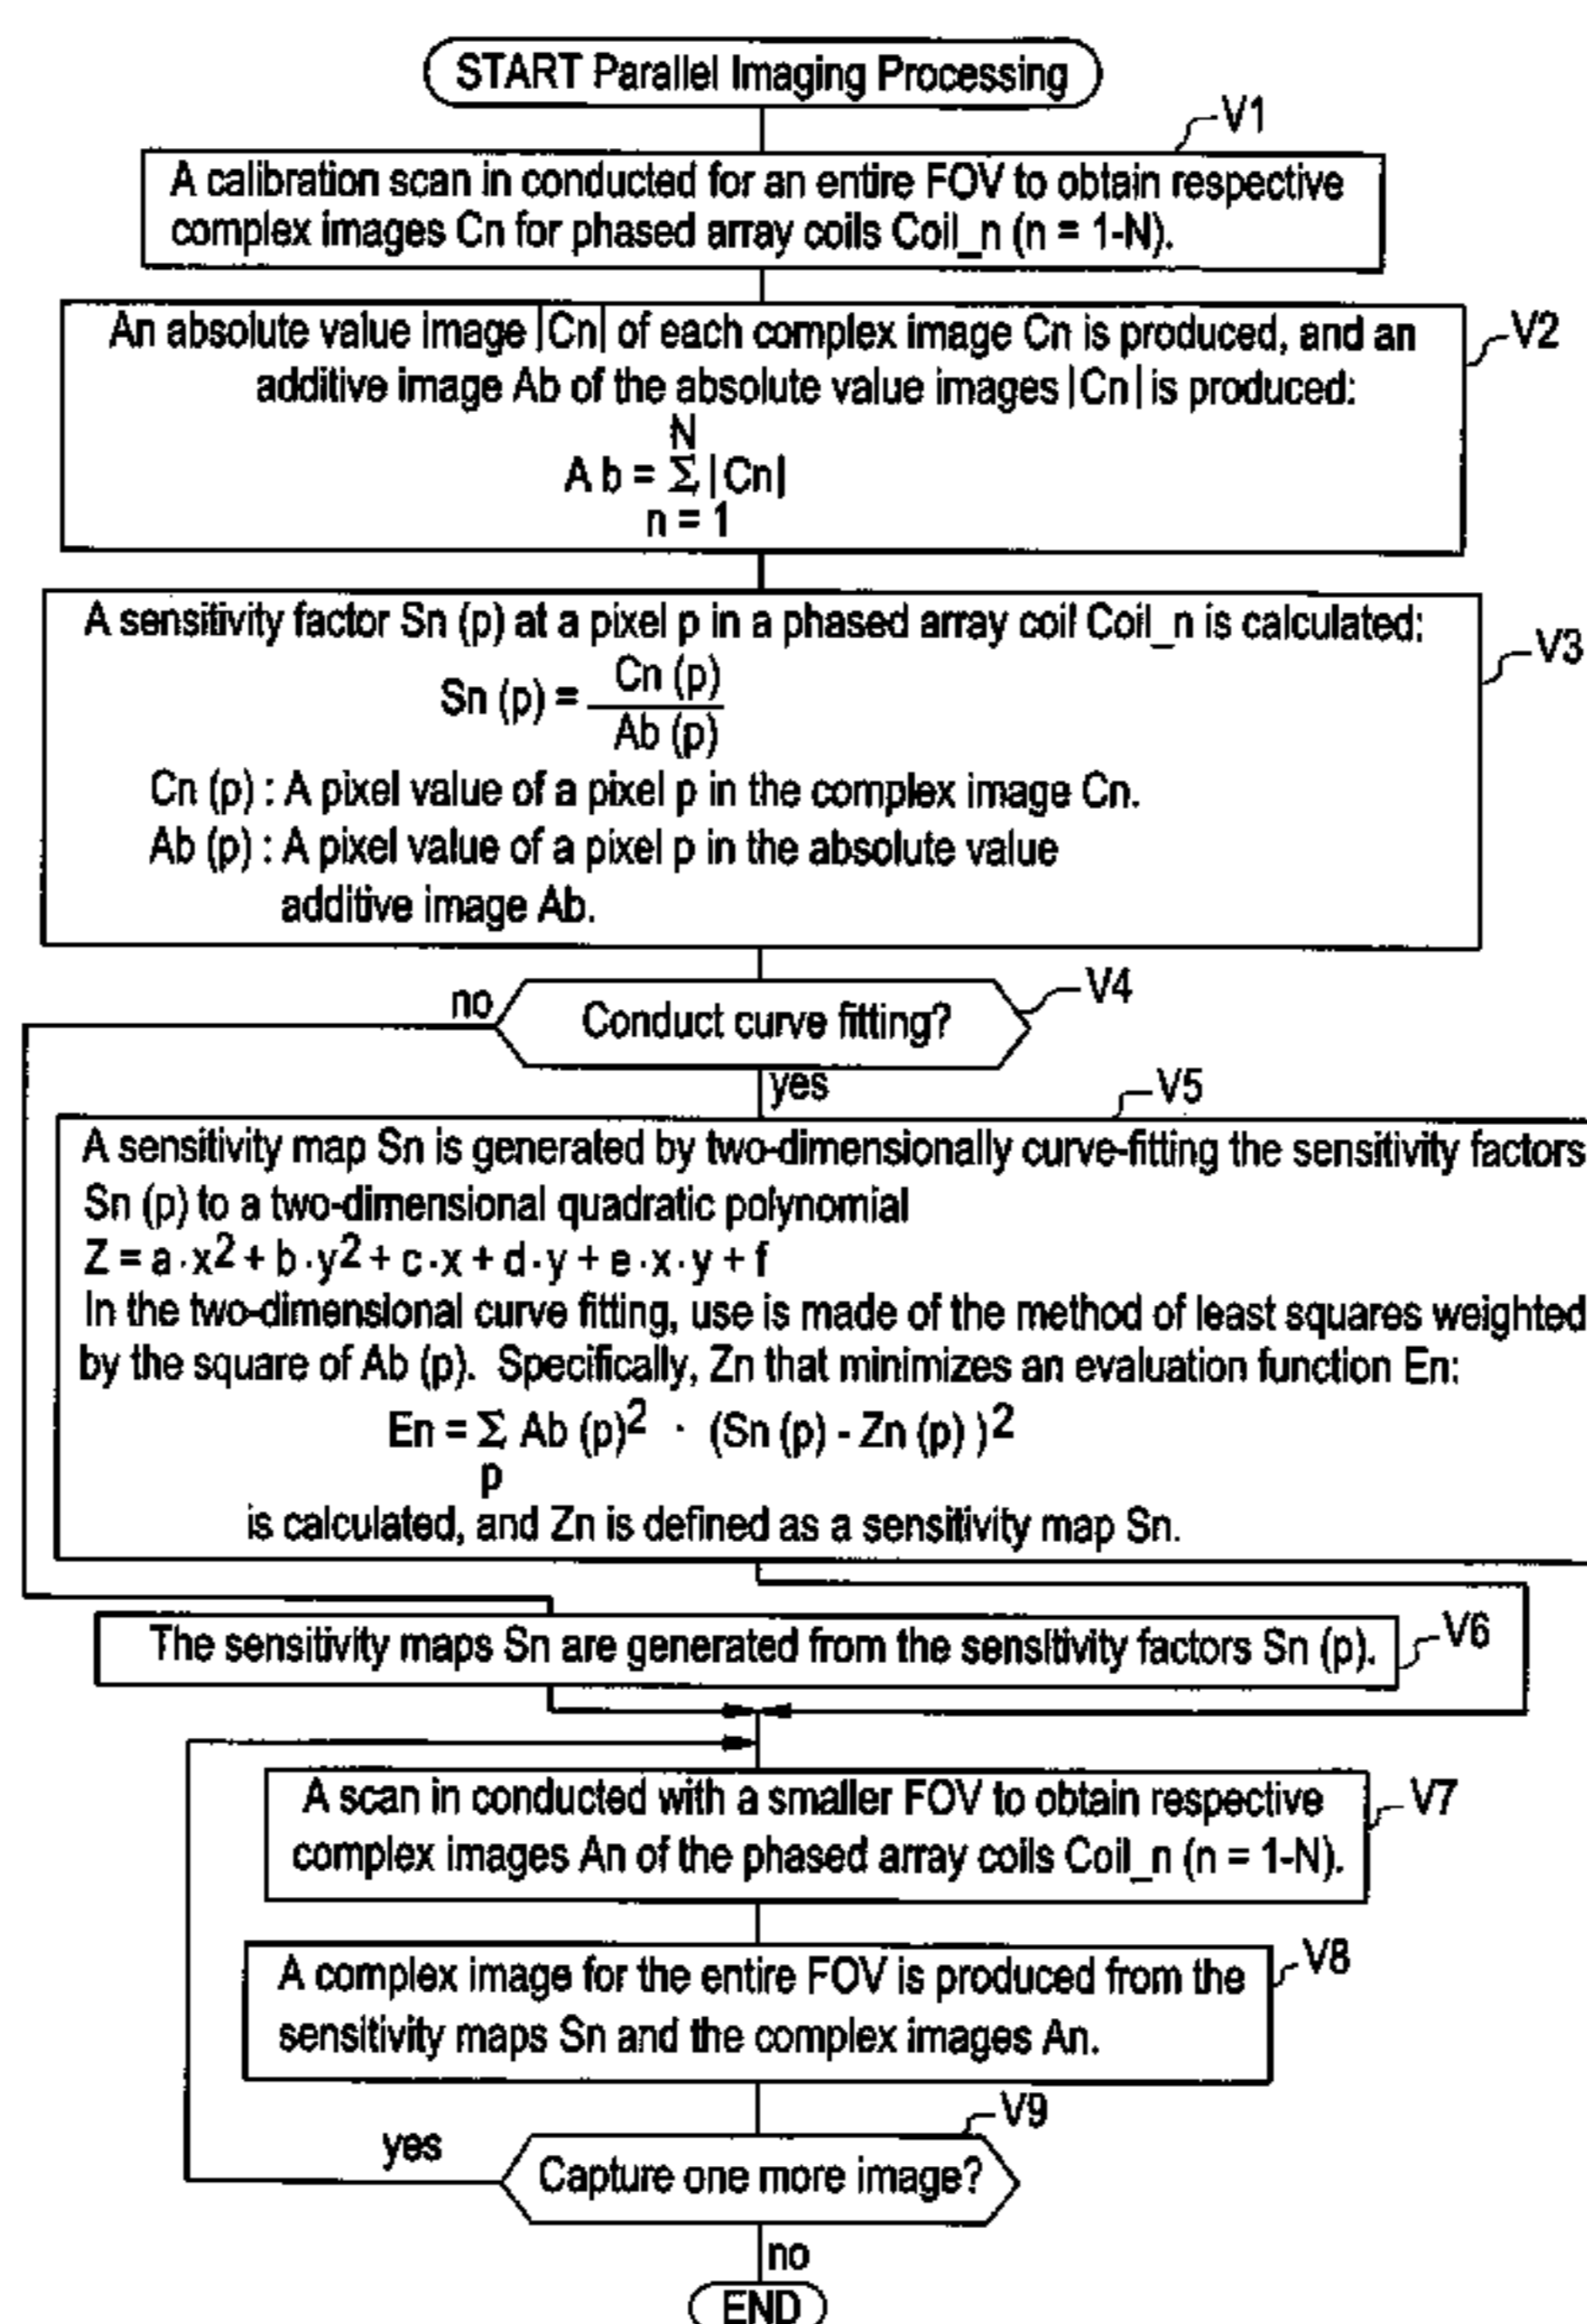 START Parallel Imaging Processing
V1
A calibration scan in conducted for an entire FOV to obtain respective
complex images Cn for phased array coils Coil_n (n = 1-N).
V2
An absolute value image |Cn| of each complex image Cn is produced, and an
additive image Ab of the absolute value images |Cn| is produced:
N
A b = Σ |Cn|
n = 1
V3
A sensitivity factor Sn (p) at a pixel p in a phased array coil Coil_n is calculated:
Cn (p)
Sn (p) =
Ab (p)
Cn (p) : A pixel value of a pixel p in the complex image Cn.
Ab (p) : A pixel value of a pixel p in the absolute value
additive image Ab.
V4
no
Conduct curve fitting?
yes
V5
A sensitivity map Sn is generated by two-dimensionally curve-fitting the sensitivity factors
Sn (p) to a two-dimensional quadratic polynomial
Z = a·x² + b·y² + c·x + d·y + e·x·y + f
In the two-dimensional curve fitting, use is made of the method of least squares weighted
by the square of Ab (p). Specifically, Zn that minimizes an evaluation function En:
En = Σ Ab (p)² · (Sn (p) - Zn (p) )²
p
is calculated, and Zn is defined as a sensitivity map Sn.
V6
The sensitivity maps Sn are generated from the sensitivity factors Sn (p).
V7
A scan in conducted with a smaller FOV to obtain respective
complex images An of the phased array coils Coil_n (n = 1-N).
V8
A complex image for the entire FOV is produced from the
sensitivity maps Sn and the complex images An.
V9
yes
Capture one more image?
no
END